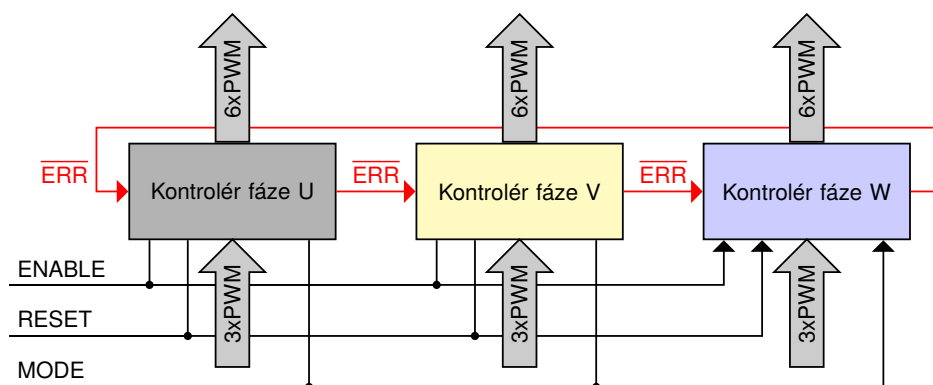 6xPWM 6xPWM 6xPWM
ERR Kontrolér fáze U ERR Kontrolér fáze V ERR Kontrolér fáze W
ENABLE
RESET
3xPWM 3xPWM 3xPWM
MODE